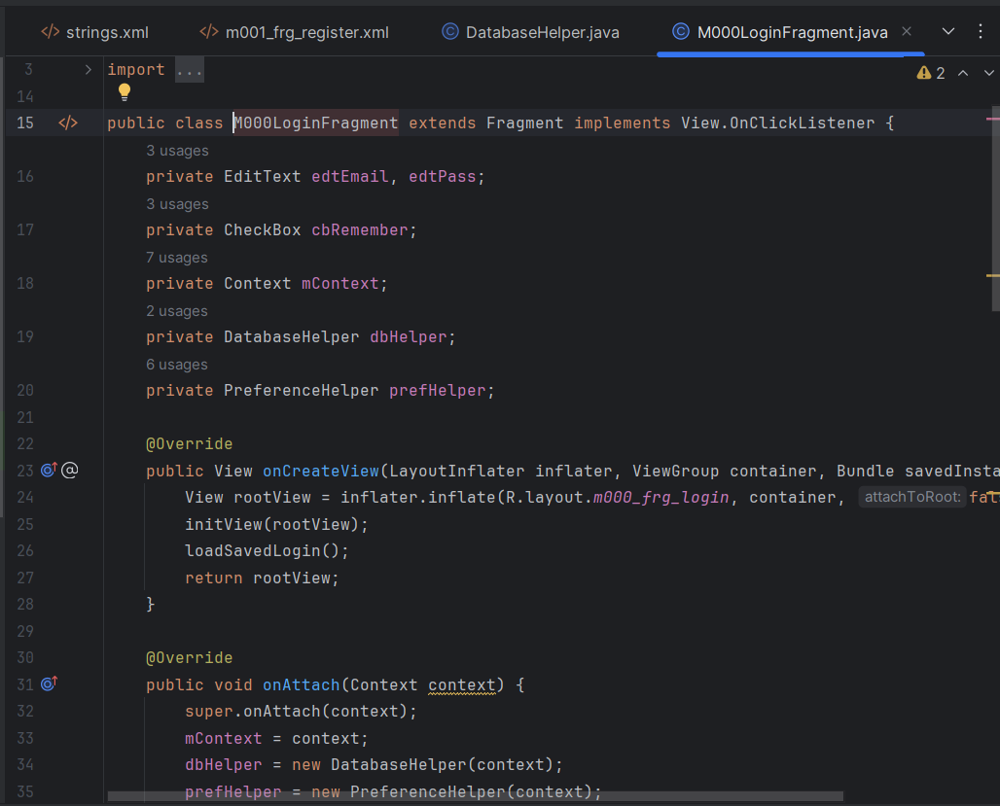 strings.xml m001_frg_register.xml DatabaseHelper.java M000LoginFragment.java
3 import ... 2
14
15 public class M000LoginFragment extends Fragment implements View.OnClickListener {
3 usages
16 private EditText edtEmail, edtPass;
3 usages
17 private CheckBox cbRemember;
7 usages
18 private Context mContext;
2 usages
19 private DatabaseHelper dbHelper;
6 usages
20 private PreferenceHelper prefHelper;
21
22 @Override
23 public View onCreateView(LayoutInflater inflater, ViewGroup container, Bundle savedInsta
24 View rootView = inflater.inflate(R.layout.m000_frg_login, container, attachToRoot: fals
25 initView(rootView);
26 loadSavedLogin();
27 return rootView;
28 }
29
30 @Override
31 public void onAttach(Context context) {
32 super.onAttach(context);
33 mContext = context;
34 dbHelper = new DatabaseHelper(context);
35 prefHelper = new PreferenceHelper(context);